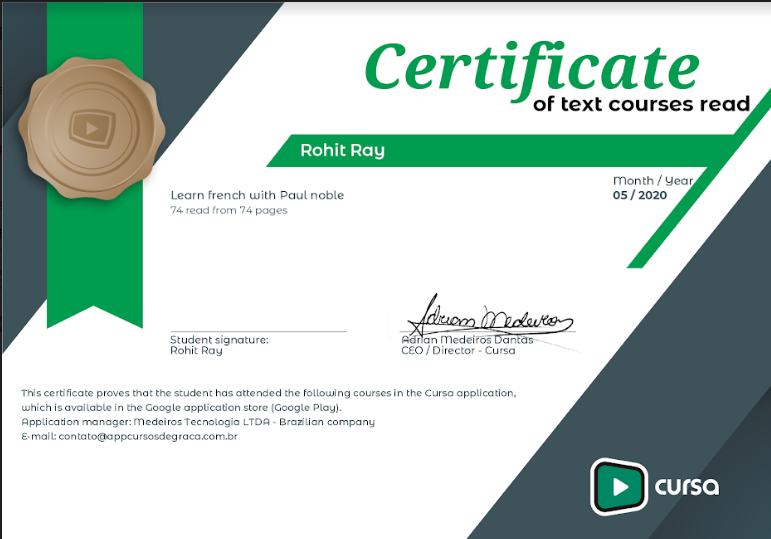 Certificate
of text courses read
Rohit Ray
Month / Year
05 / 2020
Learn french with Paul noble
74 read from 74 pages
Adriam Medeiros
Student signature:
Rohit Ray
Adrian Medeiros Dantas
CEO / Director - Cursa
This certificate proves that the student has attended the following courses in the Cursa application,
which is available in the Google application store (Google Play).
Application manager: Medeiros Tecnologia LTDA - Brazilian company
E-mail: contato@appcursosdegraca.com.br
cursa